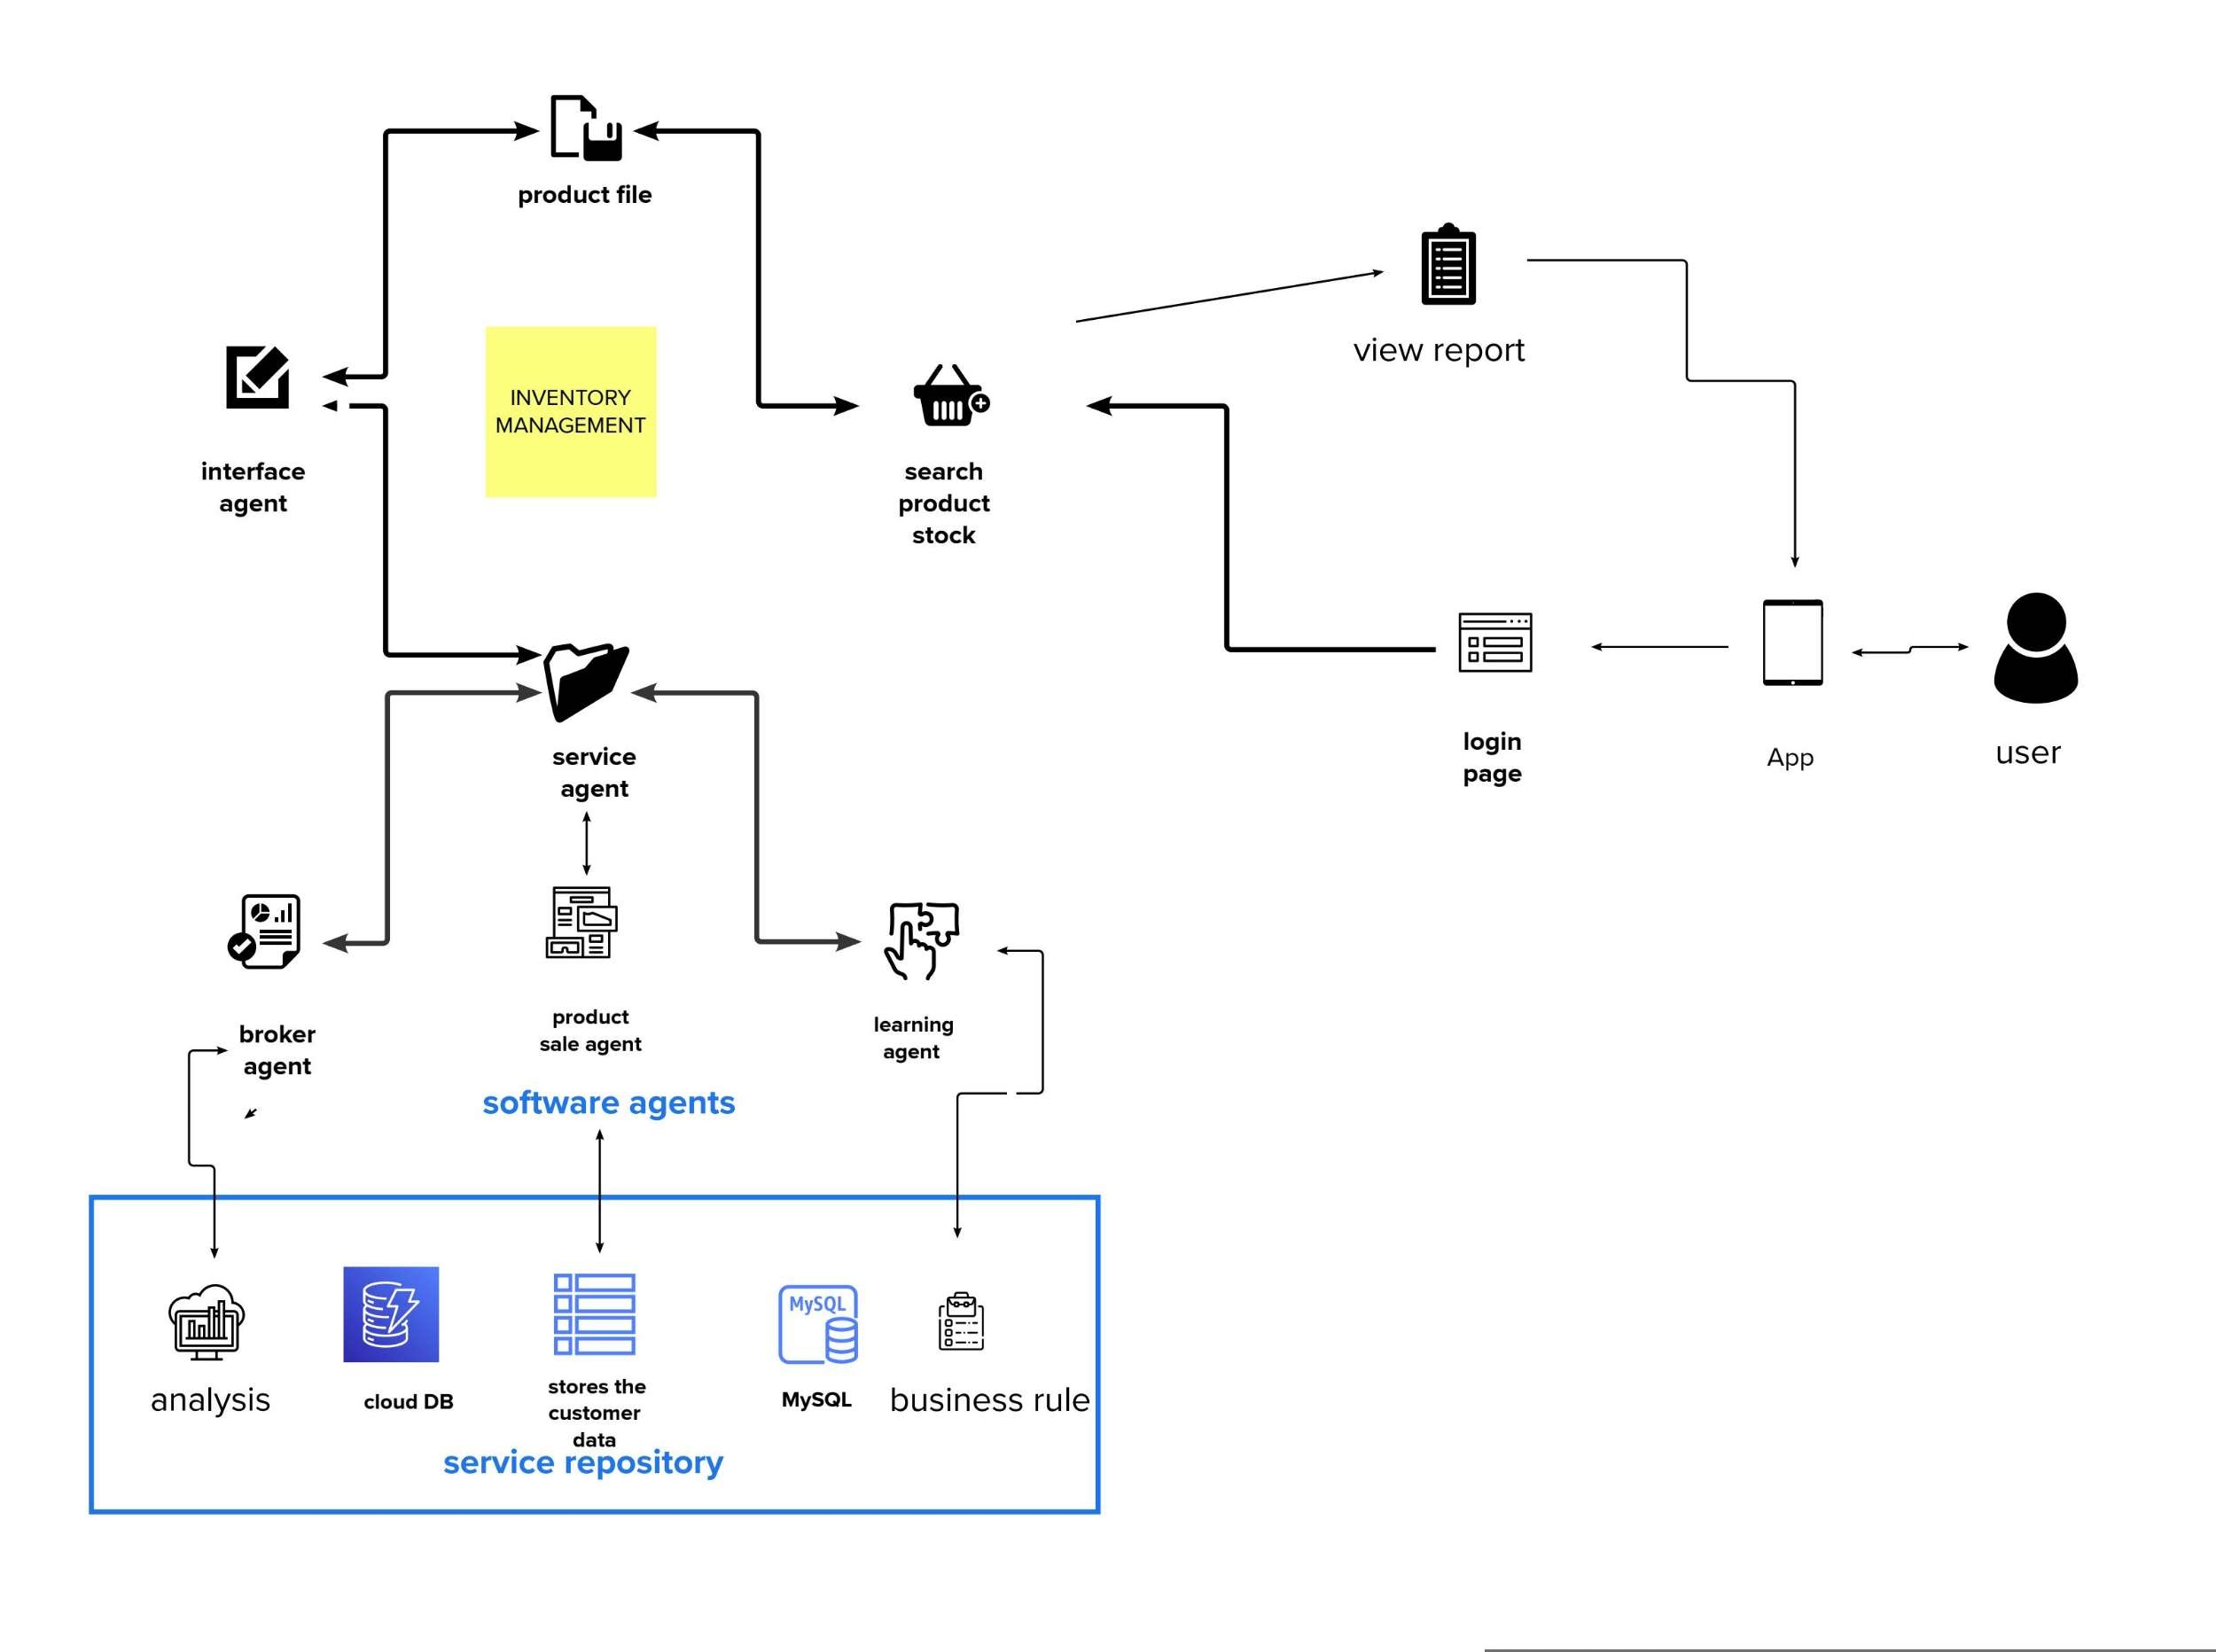 product file
view report
INVENTORY
MANAGEMENT
interface
agent
search
product
stock
login
page
App
user
service
agent
product
sale agent
learning
agent
broker
agent
software agents
MySQL
analysis
cloud DB
stores the
customer
data
MySQL
business rule
service repository